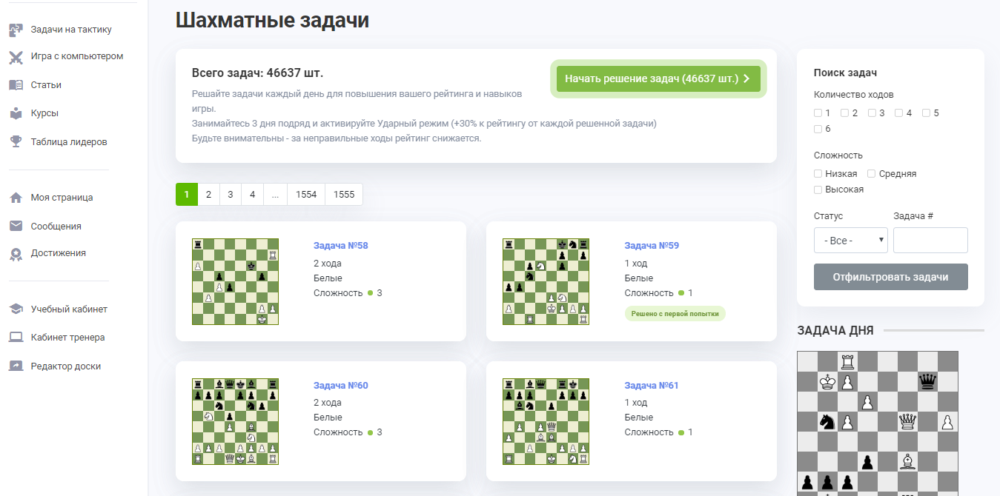 Задачи на тактику
Игра с компьютером
Статьи
Курсы
Таблица лидеров
Моя страница
Сообщения
Достижения
Учебный кабинет
Кабинет тренера
Редактор доски
Шахматные задачи
Всего задач: 46637 шт.
Начать решение задач (46637 шт.)
Решайте задачи каждый день для повышения вашего рейтинга и навыков
игры.
Занимайтесь 3 дня подряд и активируйте Ударный режим (+30% к рейтингу от каждой решенной задачи)
Будьте внимательны - за неправильные ходы рейтинг снижается.
1 2 3 4 ... 1554 1555
Задача №58
2 хода
Белые
Сложность 3
Задача №59
1 ход
Белые
Сложность 1
Решено с первой попытки
Задача №60
2 хода
Белые
Сложность 3
Задача №61
1 ход
Белые
Сложность 1
Поиск задач
Количество ходов
1 2 3 4 5
6
Сложность
Низкая Средняя
Высокая
Статус Задача #
- Все -
Отфильтровать задачи
ЗАДАЧА ДНЯ